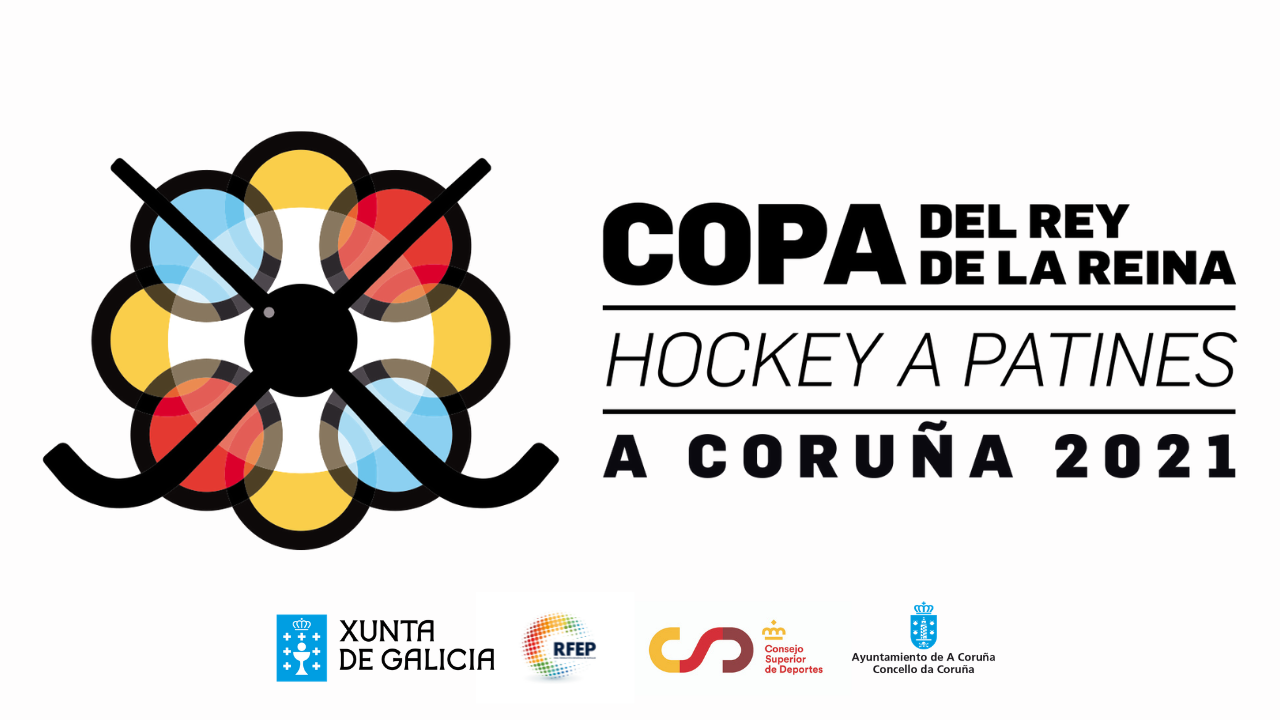 COPA
DEL REY
DE LA REINA
HOCKEY A PATINES
A CORUÑA 2021
XUNTA
DE GALICIA
RFEP
Consejo
Superior
de Deportes
Ayuntamiento de A Coruña
Concello da Coruña